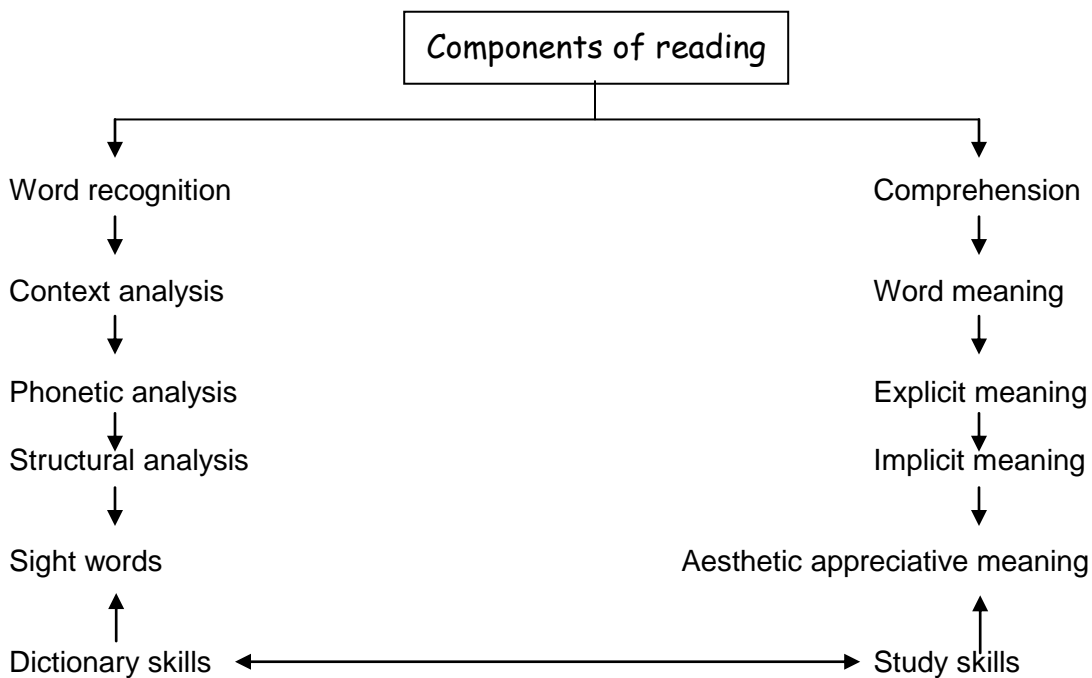 Components of reading
Word recognition
Comprehension
Context analysis
Word meaning
Phonetic analysis
Explicit meaning
Structural analysis
Implicit meaning
Sight words
Aesthetic appreciative meaning
Dictionary skills
Study skills